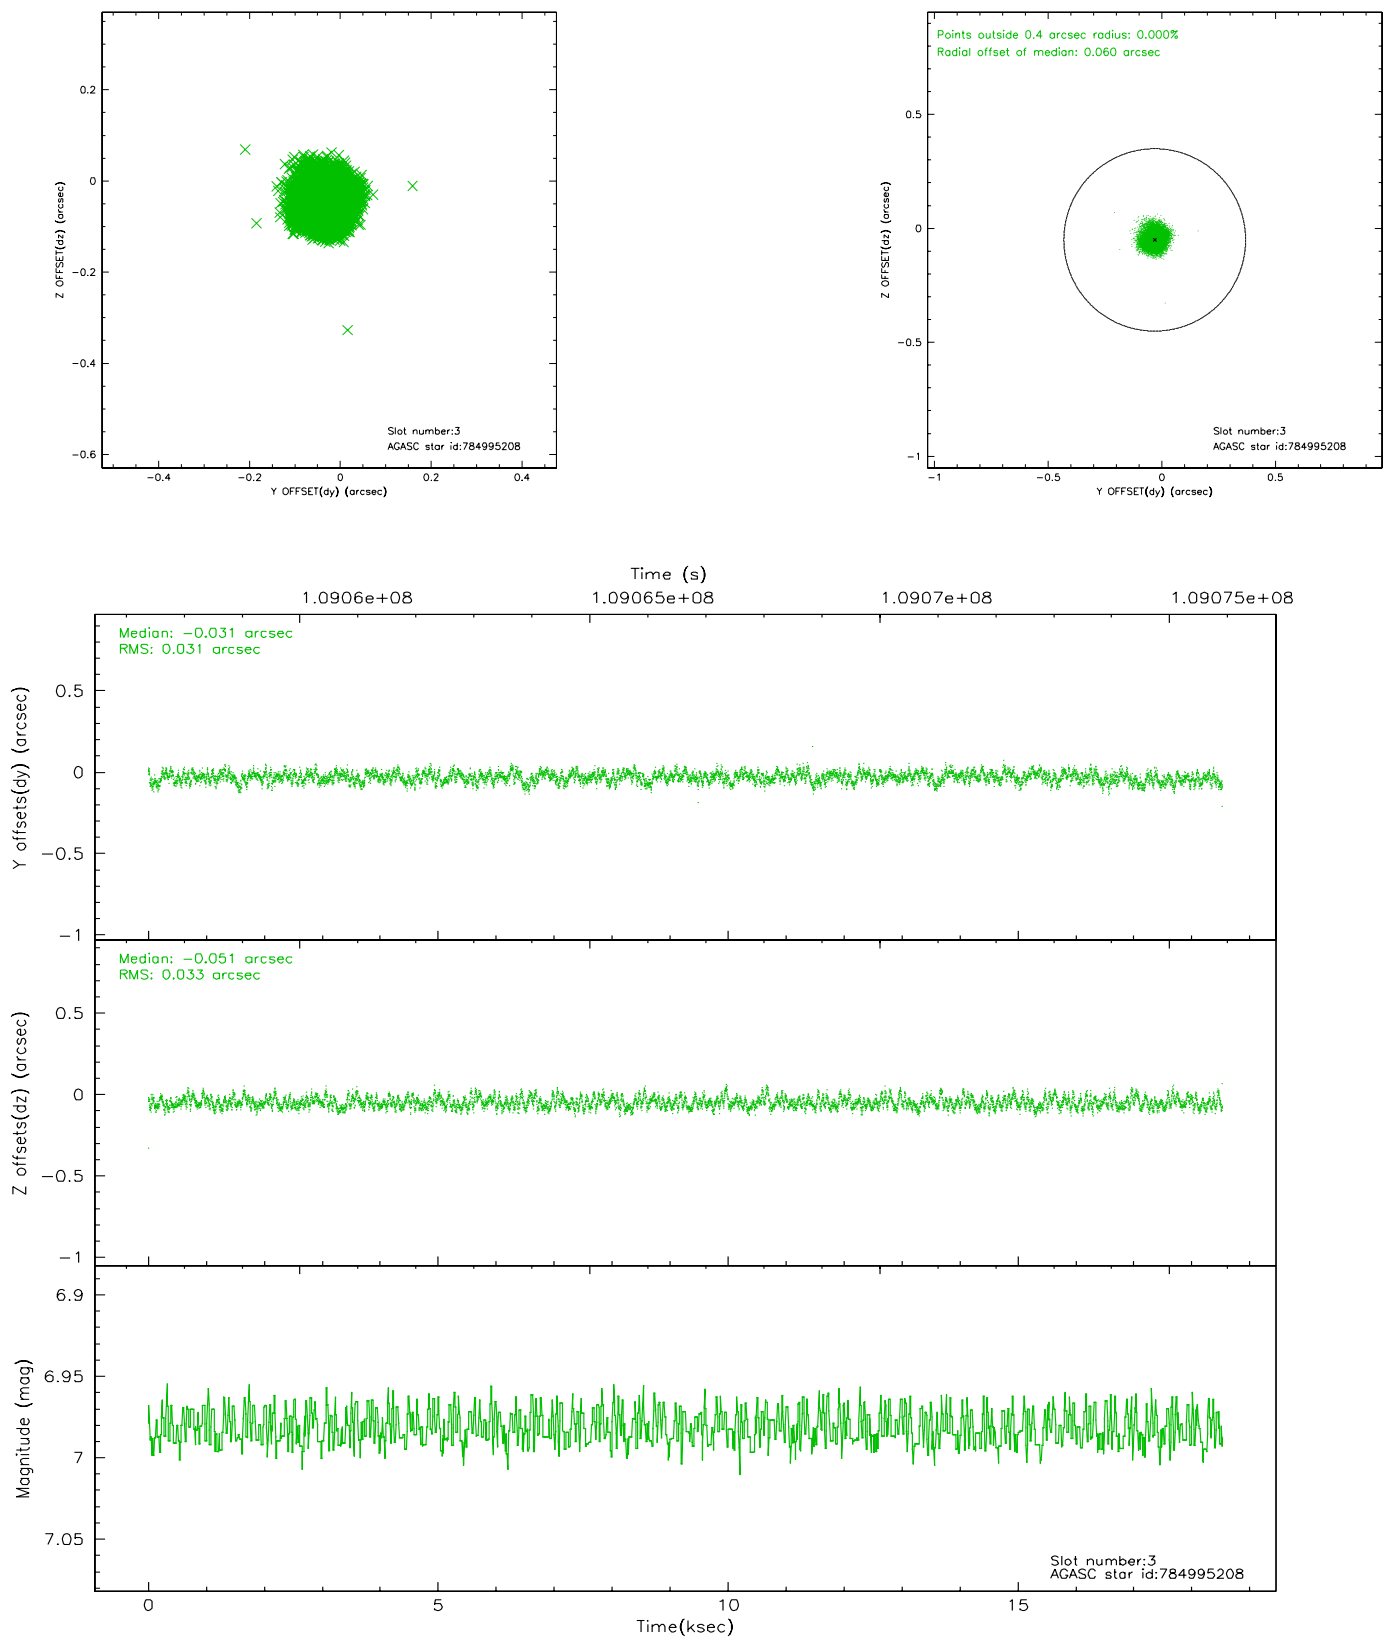 0.2
0
−0.2
−0.4
−0.6
Z OFFSET(dz) (arcsec)
Slot number:3
AGASC star id:784995208
−0.4
−0.2
0
0.2
0.4
Y OFFSET(dy) (arcsec)
Points outside 0.4 arcsec radius: 0.000%
Radial offset of median: 0.060 arcsec
0.5
0
−0.5
−1
Z OFFSET(dz) (arcsec)
Slot number:3
AGASC star id:784995208
−1
−0.5
0
0.5
Y OFFSET(dy) (arcsec)
Time (s)
1.0906e+08
1.09065e+08
1.0907e+08
1.09075e+08
Median: −0.031 arcsec
RMS: 0.031 arcsec
0.5
0
−0.5
−1
Y offsets(dy) (arcsec)
Median: −0.051 arcsec
RMS: 0.033 arcsec
0.5
0
−0.5
−1
Z offsets(dz) (arcsec)
6.9
6.95
7
7.05
Magnitude (mag)
Slot number:3
AGASC star id:784995208
0
5
10
15
Time(ksec)